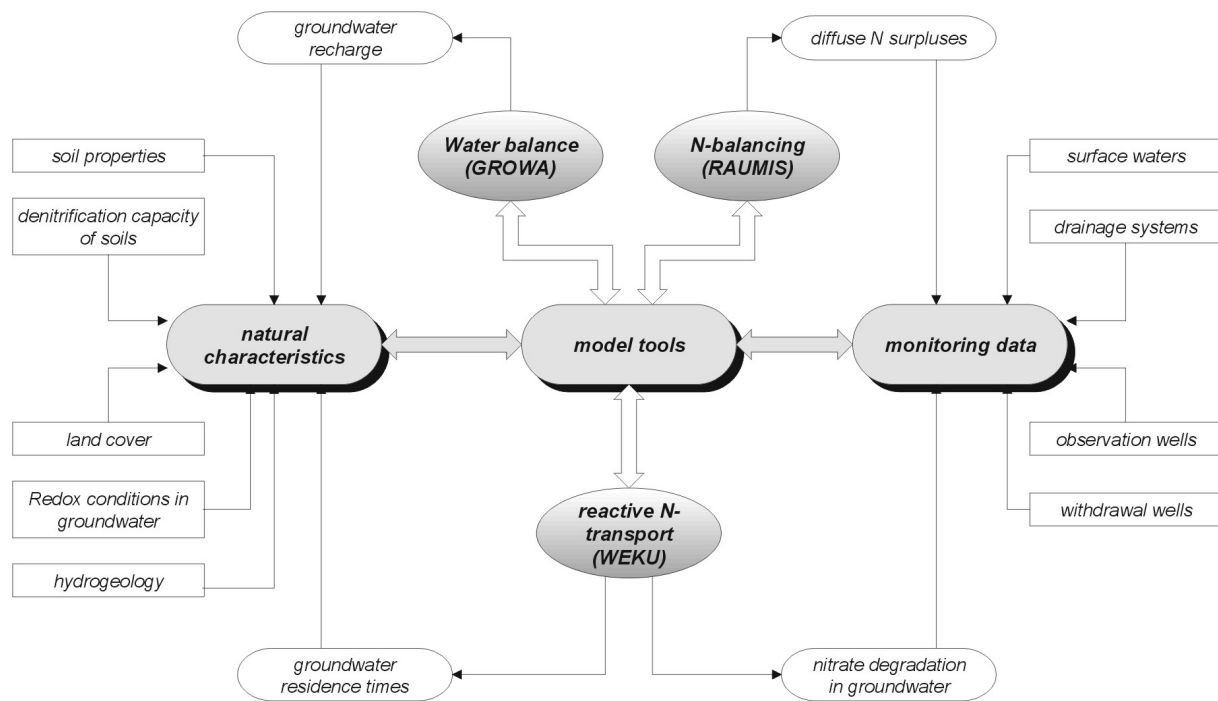 groundwater
recharge
diffuse N surpluses
Water balance
(GROWA)
N-balancing
(RAUMIS)
soil properties
denitrification capacity
of soils
surface waters
drainage systems
natural
characteristics
model tools
monitoring data
land cover
Redox conditions in
groundwater
hydrogeology
observation wells
withdrawal wells
reactive N-
transport
(WEKU)
groundwater
residence times
nitrate degradation
in groundwater